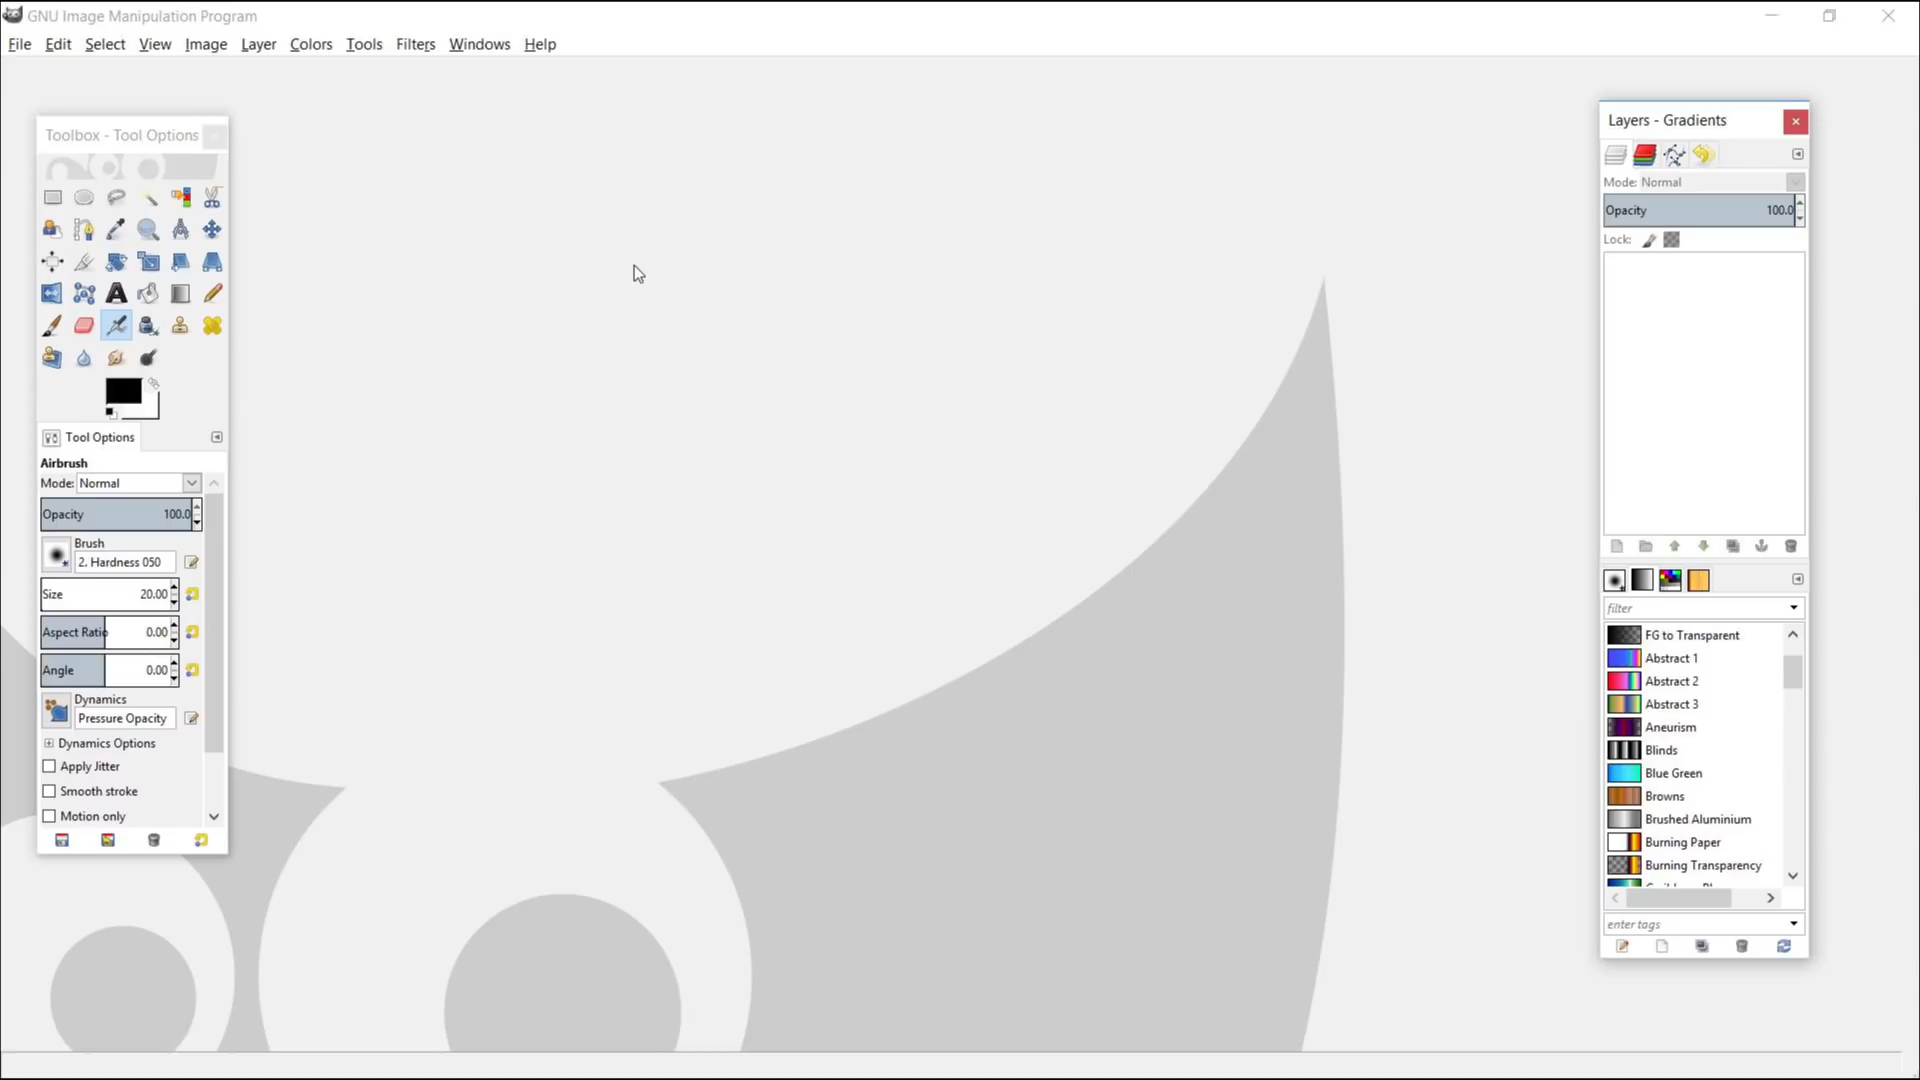 GNU Image Manipulation Program
File Edit Select View Image Layer Colors Tools Filters Windows Help
Toolbox - Tool Options
Tool Options
Airbrush
Mode: Normal
Opacity 100.0
Brush
2. Hardness 050
Size 20.00
Aspect Ratio 0.00
Angle 0.00
Dynamics
Pressure Opacity
Dynamics Options
Apply Jitter
Smooth stroke
Motion only
Layers - Gradients
Mode: Normal
Opacity 100.0
Lock:
filter
FG to Transparent
Abstract 1
Abstract 2
Abstract 3
Aneurism
Blinds
Blue Green
Browns
Brushed Aluminium
Burning Paper
Burning Transparency
enter tags